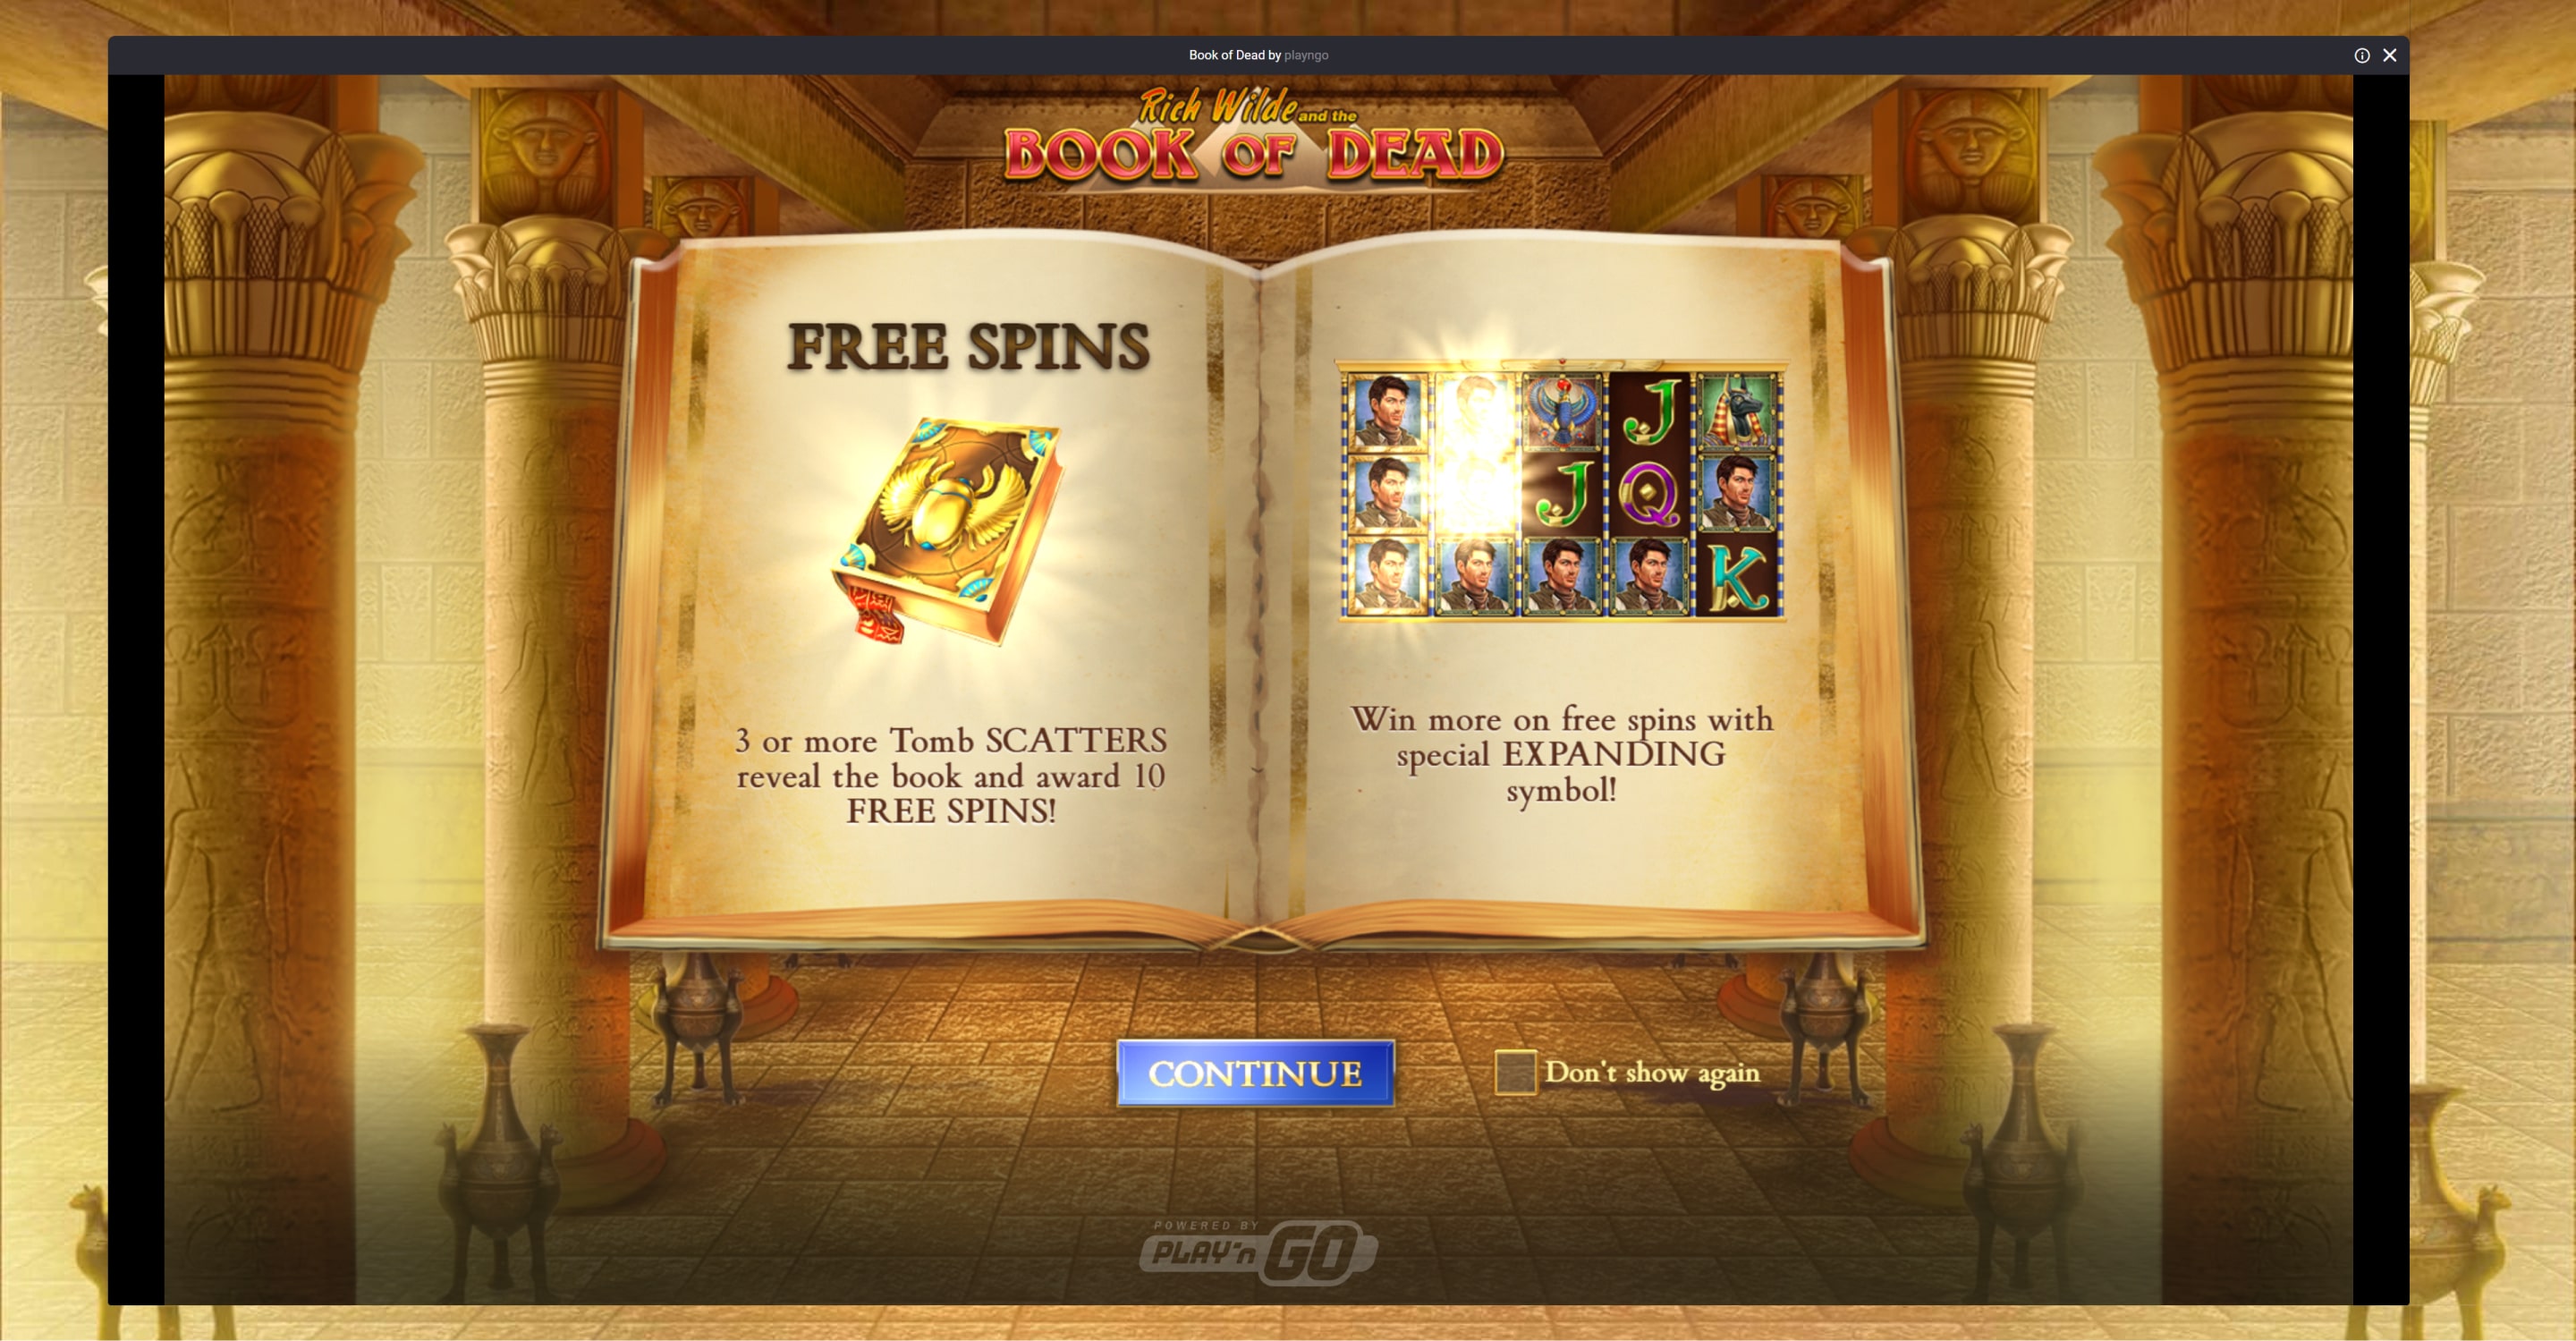 Book of Dead by playngo
Rich Wilde and the
BOOK OF DEAD
FREE SPINS
3 or more Tomb SCATTERS
reveal the book and award 10
FREE SPINS!
J
J Q
K
Win more on free spins with
special EXPANDING
symbol!
CONTINUE
Don't show again
POWERED BY
PLAY'n GO